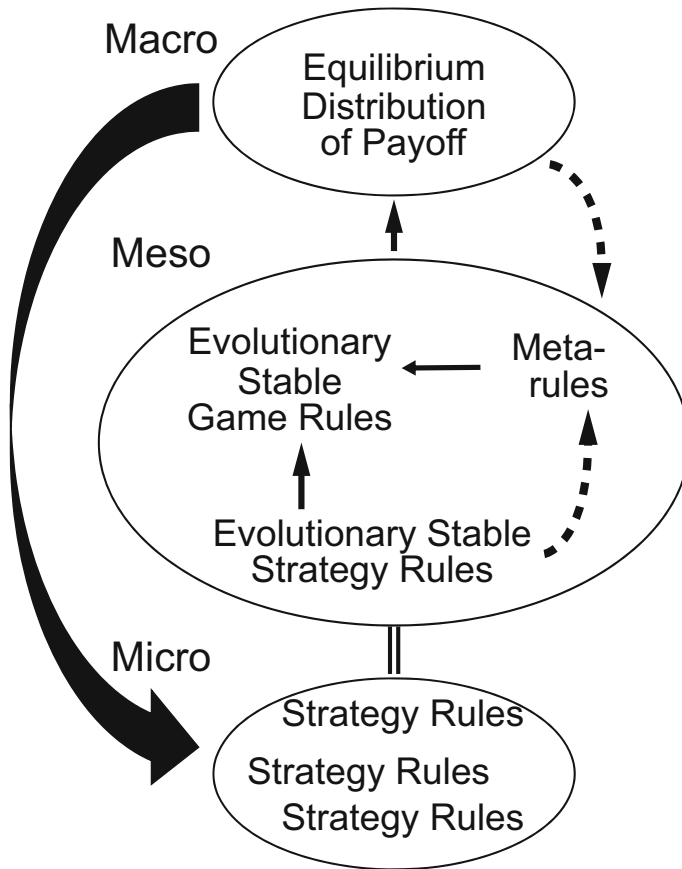 Macro
Equilibrium
Distribution
of Payoff
Meso
Evolutionary
Stable
Game Rules
Meta-
rules
Evolutionary Stable
Strategy Rules
Micro
Strategy Rules
Strategy Rules
Strategy Rules